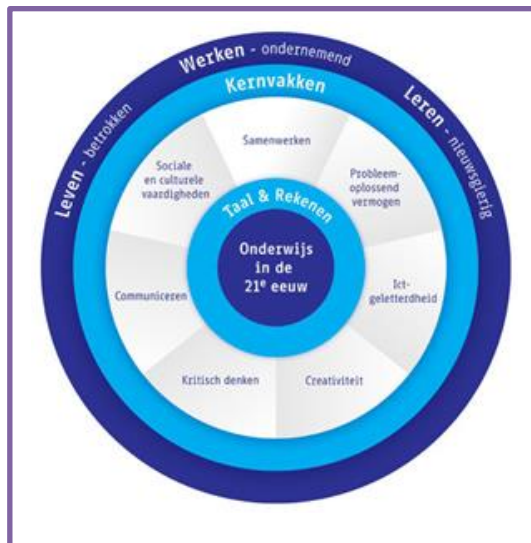 Werken - ondernemend
Leven - betrokken
Leren - nieuwsgierig
Kernvakken
Samenwerken
Sociale
en culturele
vaardigheden
Probleem-
oplossend
vermogen
Taal & Rekenen
Onderwijs
in de
21e eeuw
Communiceren
Ict-
geletterdheid
Kritisch denken
Creativiteit